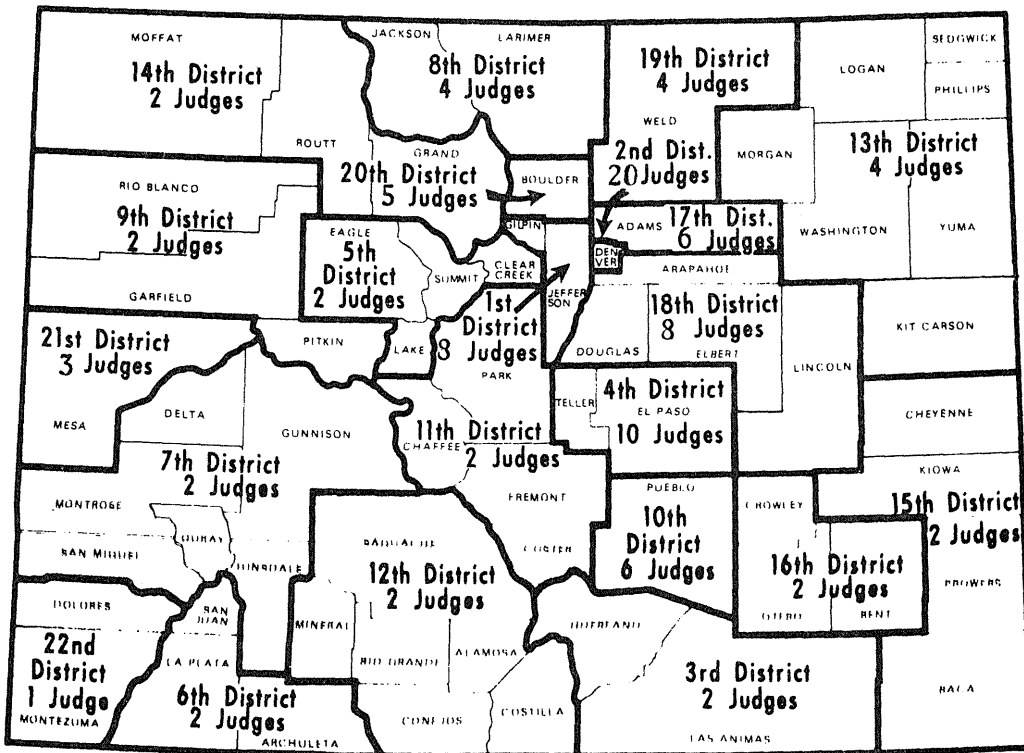 MOFFAT
14th District
2 Judges
ROUTT
JACKSON
LARIMER
8th District
4 Judges
19th District
4 Judges
WELD
LOGAN
SEDGWICK
PHILLIPS
MORGAN
13th District
4 Judges
WASHINGTON
YUMA
RIO BLANCO
9th District
2 Judges
GARFIELD
GRAND
20th District
5 Judges
BOULDER
2nd Dist.
20 Judges
ADAMS
17th Dist.
6 Judges
DEN
VER
ARAPAHOE
EAGLE
5th
District
2 Judges
SUMMIT
GILPIN
CLEAR
CREEK
JEFFER
SON
1st
District
8 Judges
18th District
8 Judges
DOUGLAS
ELBERT
LINCOLN
KIT CARSON
CHEYENNE
21st District
3 Judges
MESA
PITKIN
LAKE
PARK
DELTA
GUNNISON
TELLER
4th District
EL PASO
10 Judges
11th District
CHAFFEE
2 Judges
7th District
2 Judges
MONTROSE
OURAY
SAN MIGUEL
HINSDALE
FREMONT
CUSTER
PUEBLO
10th
District
6 Judges
CROWLEY
KIOWA
15th District
2 Judges
PROWERS
16th District
2 Judges
OTERO
BENT
SAGUACHE
12th District
2 Judges
MINERAL
RIO GRANDE
ALAMOSA
CONEJOS
COSTILLA
DOLORES
SAN
JUAN
22nd
District
1 Judge
MONTEZUMA
LA PLATA
6th District
2 Judges
ARCHULETA
HUERFANO
3rd District
2 Judges
LAS ANIMAS
BACA